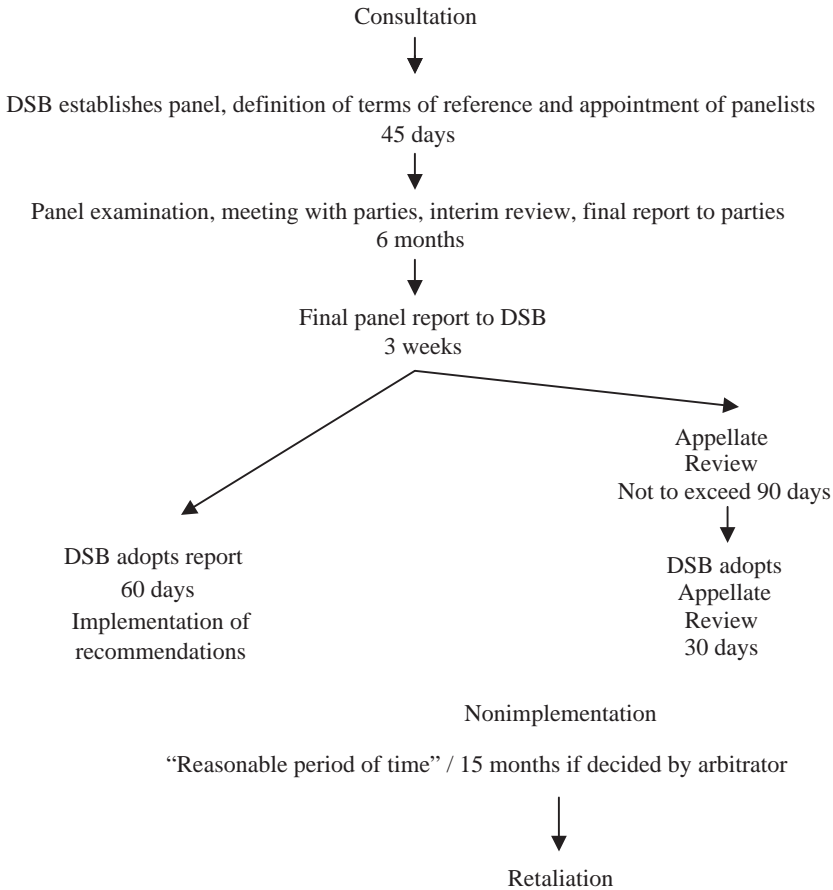 Consultation
DSB establishes panel, definition of terms of reference and appointment of panelists
45 days
Panel examination, meeting with parties, interim review, final report to parties
6 months
Final panel report to DSB
3 weeks
Appellate
Review
Not to exceed 90 days
DSB adopts report
60 days
Implementation of
recommendations
DSB adopts
Appellate
Review
30 days
Nonimplementation
“Reasonable period of time” / 15 months if decided by arbitrator
Retaliation